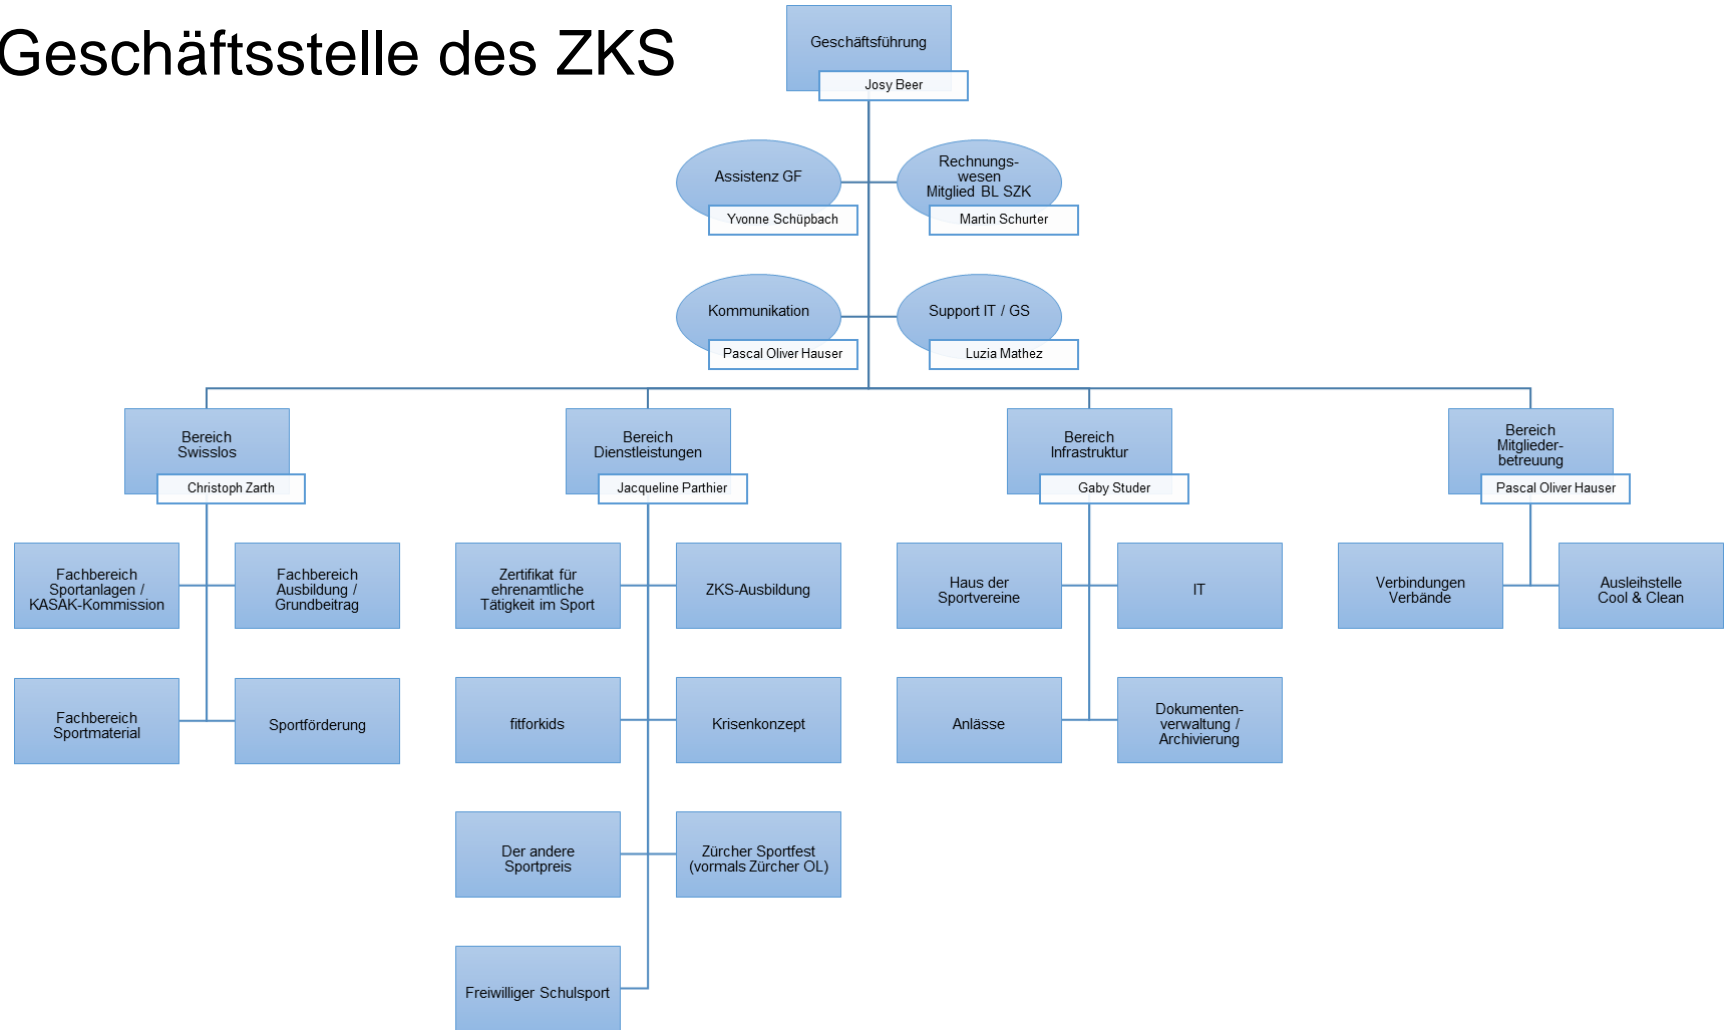 Geschäftsstelle des ZKS
Geschäftsführung
Josy Beer
Assistenz GF
Yvonne Schüpbach
Rechnungs-
wesen
Mitglied BL SZK
Martin Schurter
Kommunikation
Pascal Oliver Hauser
Support IT / GS
Luzia Mathez
Bereich
Swisslos
Christoph Zarth
Bereich
Dienstleistungen
Jacqueline Parthier
Bereich
Infrastruktur
Gaby Studer
Bereich
Mitglieder-
betreuung
Pascal Oliver Hauser
Fachbereich
Sportanlagen /
KASAK-Kommission
Fachbereich
Ausbildung /
Grundbeitrag
Zertifikat für
ehrenamtliche
Tätigkeit im Sport
ZKS-Ausbildung
Haus der
Sportvereine
IT
Verbindungen
Verbände
Ausleihstelle
Cool & Clean
Fachbereich
Sportmaterial
Sportförderung
fitforkids
Krisenkonzept
Anlässe
Dokumenten-
verwaltung /
Archivierung
Der andere
Sportpreis
Zürcher Sportfest
(vormals Zürcher OL)
Freiwilliger Schulsport